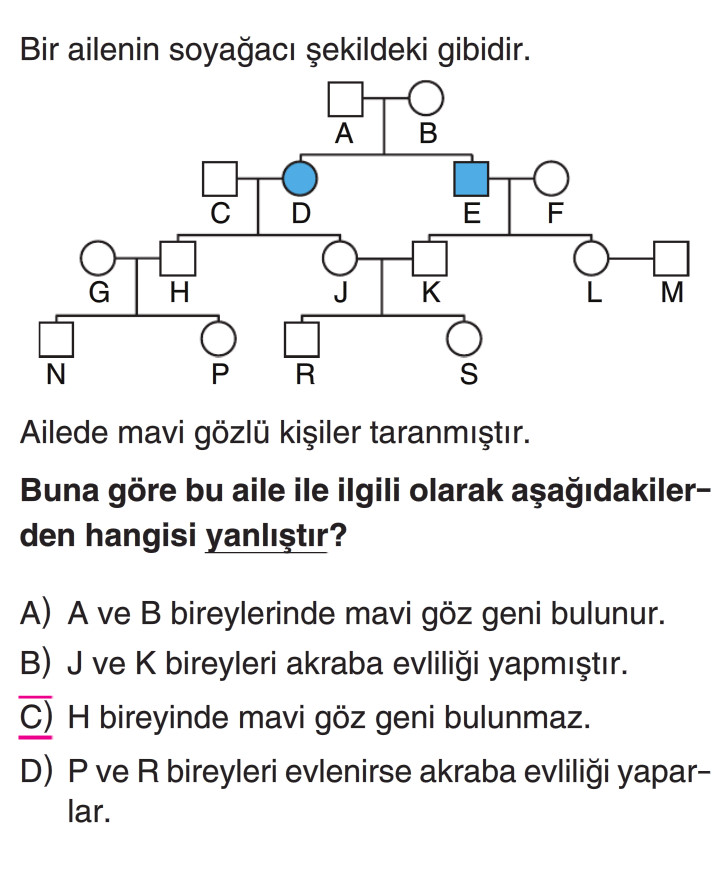 Bir ailenin soyağacı şekildeki gibidir.
A B
C D E F
G H J K L M
N P R S
Ailede mavi gözlü kişiler taranmıştır.
Buna göre bu aile ile ilgili olarak aşağıdakiler-
den hangisi yanlıştır?
A) A ve B bireylerinde mavi göz geni bulunur.
B) J ve K bireyleri akraba evliliği yapmıştır.
C) H bireyinde mavi göz geni bulunmaz.
D) P ve R bireyleri evlenirse akraba evliliği yapar-
lar.